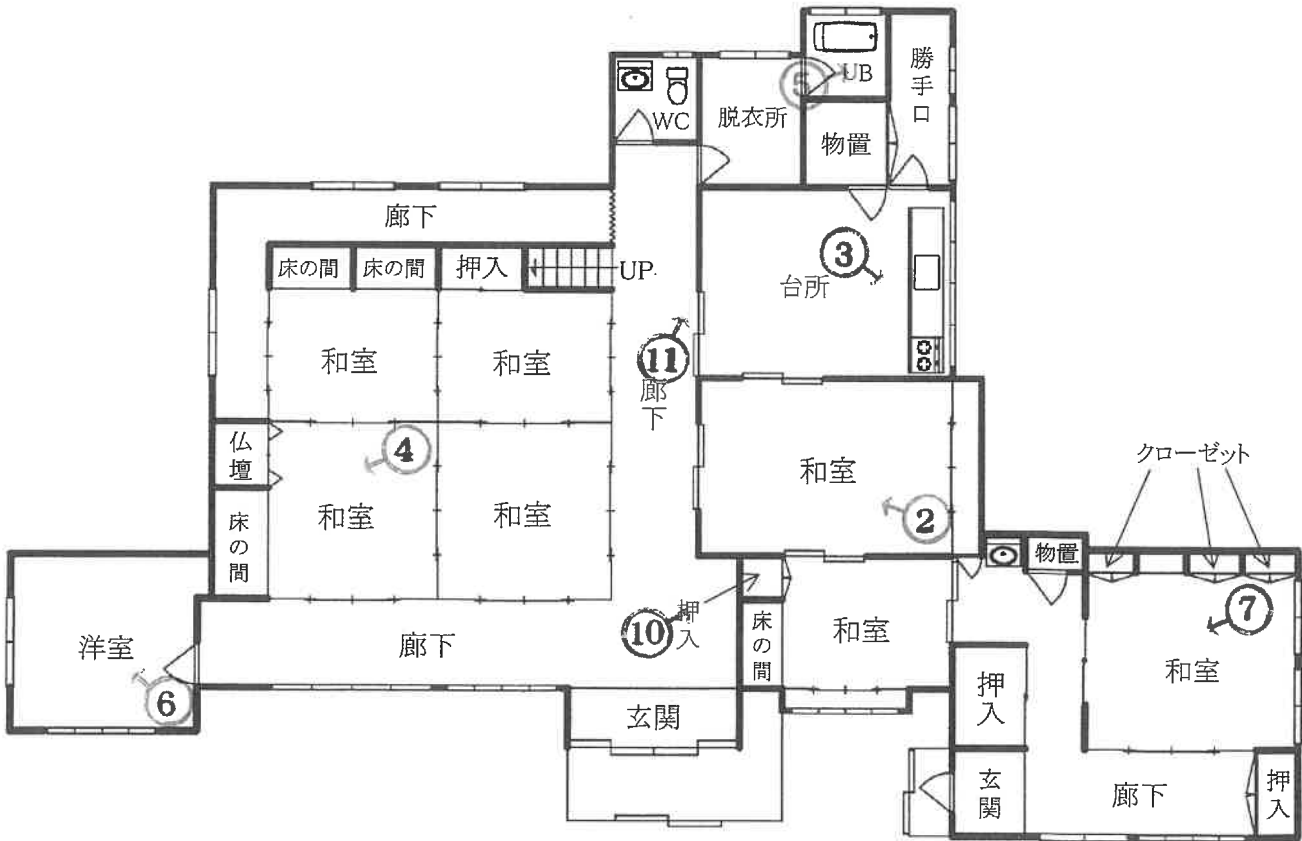 勝手口
UB
⑤
WC
脱衣所
物置
廊下
③
台所
床の間
床の間
押入
UP
⑪
廊下
和室
和室
仏壇
④
和室
和室
床の間
和室
②
クローゼット
物置
洋室
⑥
廊下
⑩
押入
床の間
和室
⑦
和室
押入
玄関
玄関
廊下
押入